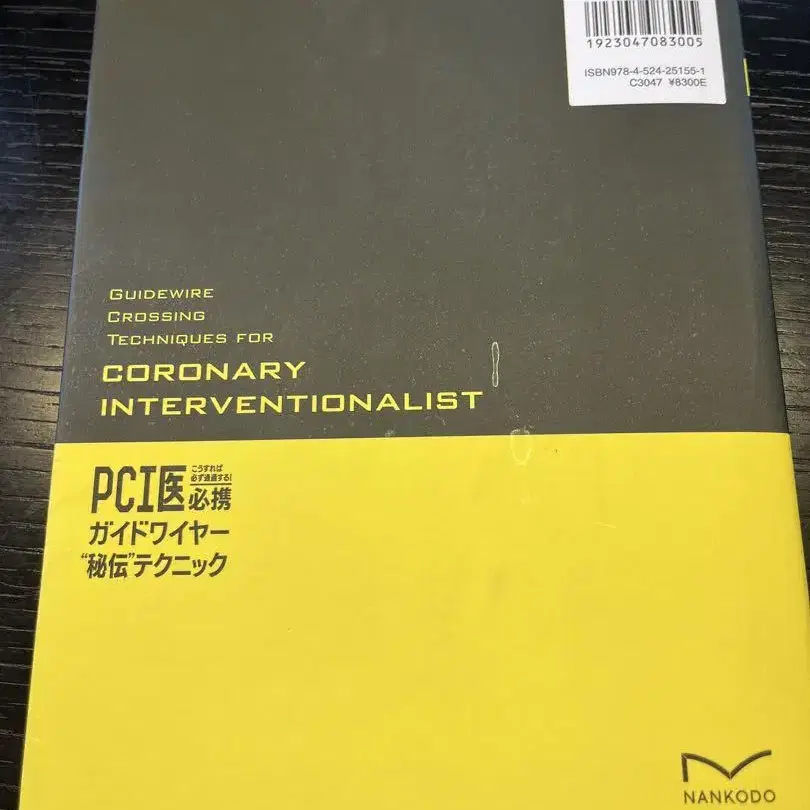 1923047083005
ISBN978-4-524-25155-1
C3047 ¥8300E
GUIDEWIRE
CROSSING
TECHNIQUES FOR
CORONARY
INTERVENTIONALIST
こうすれば
必ず通過する!
PCI医必携
ガイドワイヤー
“秘伝”テクニック
NANKODO